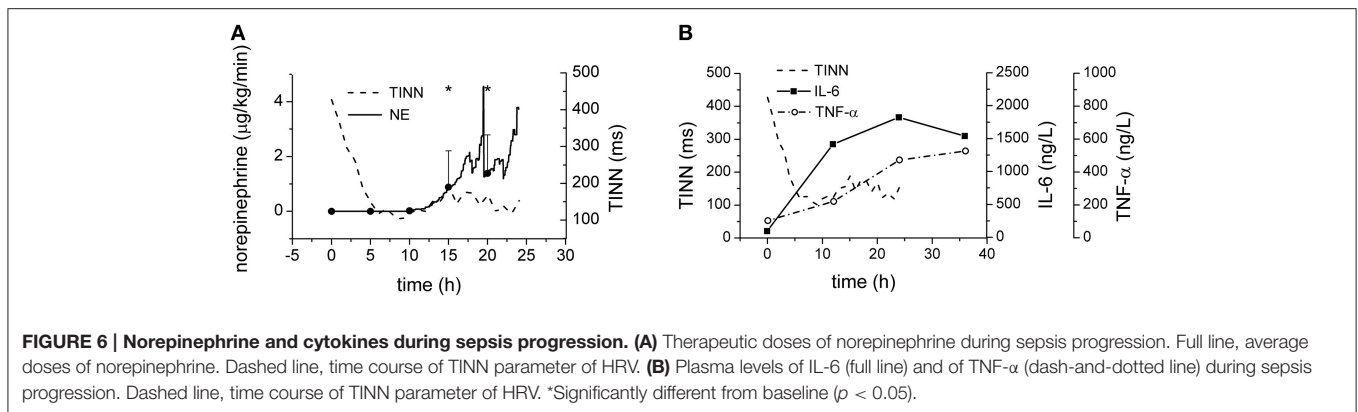 A
norepinephrine (µg/kg/min)
4
2
0
TINN
NE
* *
500
400
300
200
100
TINN (ms)
-5 0 5 10 15 20 25 30
time (h)
B
TINN (ms)
500
400
300
200
100
0
TINN
IL-6
TNF-α
2500
2000
1500
1000
500
0
IL-6 (ng/L)
1000
800
600
400
200
0
TNF-α (ng/L)
0 10 20 30 40
time (h)
FIGURE 6 | Norepinephrine and cytokines during sepsis progression. (A) Therapeutic doses of norepinephrine during sepsis progression. Full line, average
doses of norepinephrine. Dashed line, time course of TINN parameter of HRV. (B) Plasma levels of IL-6 (full line) and of TNF-α (dash-and-dotted line) during sepsis
progression. Dashed line, time course of TINN parameter of HRV. *Significantly different from baseline (p < 0.05).